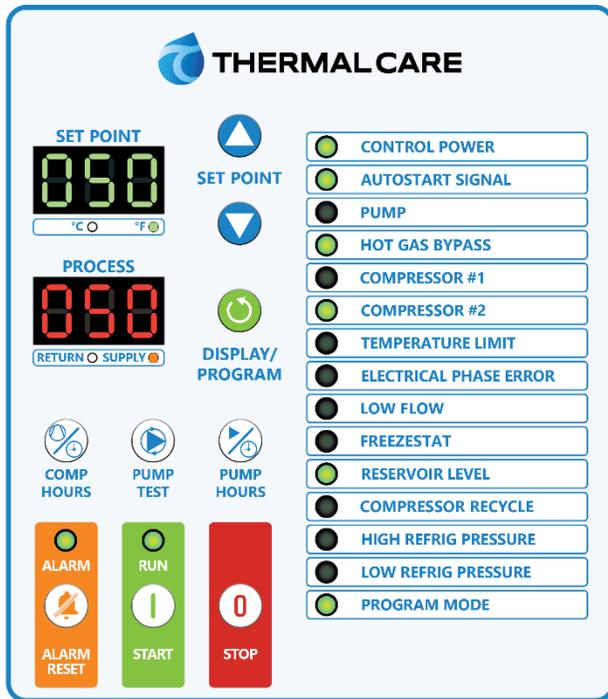 THERMAL CARE
SET POINT
050
°C °F
PROCESS
050
RETURN SUPPLY
SET POINT
DISPLAY/
PROGRAM
COMP
HOURS
PUMP
TEST
PUMP
HOURS
ALARM
ALARM
RESET
RUN
I
START
0
STOP
CONTROL POWER
AUTOSTART SIGNAL
PUMP
HOT GAS BYPASS
COMPRESSOR #1
COMPRESSOR #2
TEMPERATURE LIMIT
ELECTRICAL PHASE ERROR
LOW FLOW
FREEZESTAT
RESERVOIR LEVEL
COMPRESSOR RECYCLE
HIGH REFRIG PRESSURE
LOW REFRIG PRESSURE
PROGRAM MODE